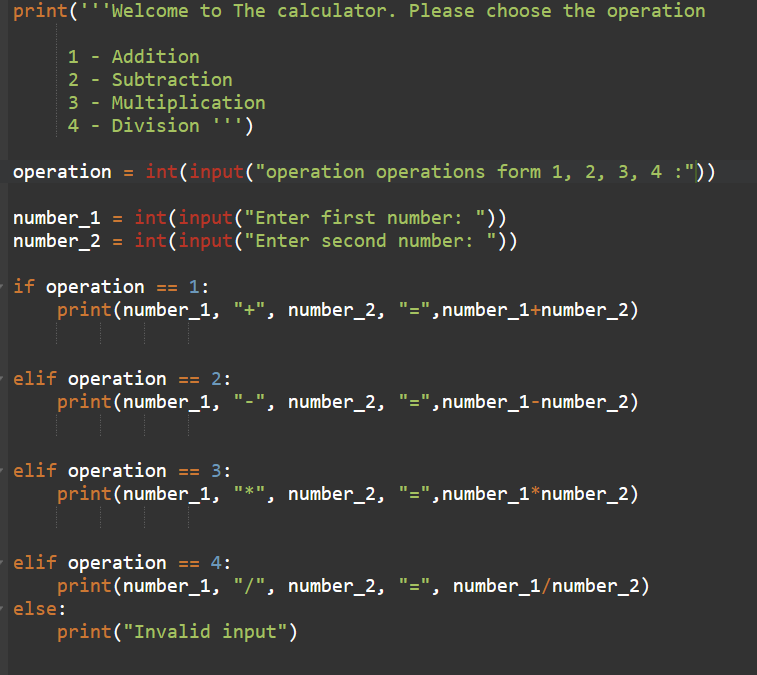 print('''Welcome to The calculator. Please choose the operation
     1 - Addition
     2 - Subtraction
     3 - Multiplication
     4 - Division ''')
operation = int(input("operation operations form 1, 2, 3, 4 :"))
number_1 = int(input("Enter first number: "))
number_2 = int(input("Enter second number: "))
if operation == 1:
    print(number_1, "+", number_2, "=",number_1+number_2)
elif operation == 2:
    print(number_1, "-", number_2, "=",number_1-number_2)
elif operation == 3:
    print(number_1, "*", number_2, "=",number_1*number_2)
elif operation == 4:
    print(number_1, "/", number_2, "=", number_1/number_2)
else:
    print("Invalid input")